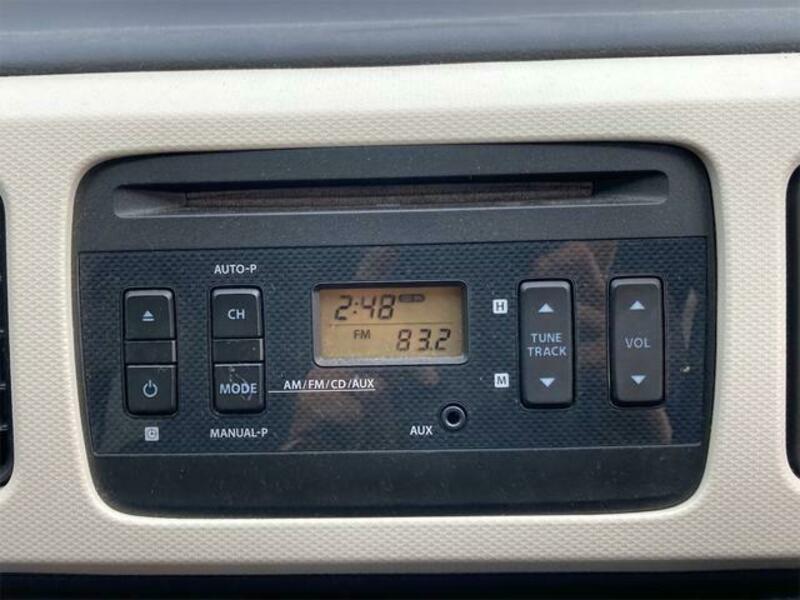 AUTO-P
CH
MODE
AM/FM/CD/AUX
MANUAL-P
2:48
FM
83.2
AUX
H
M
TUNE
TRACK
VOL